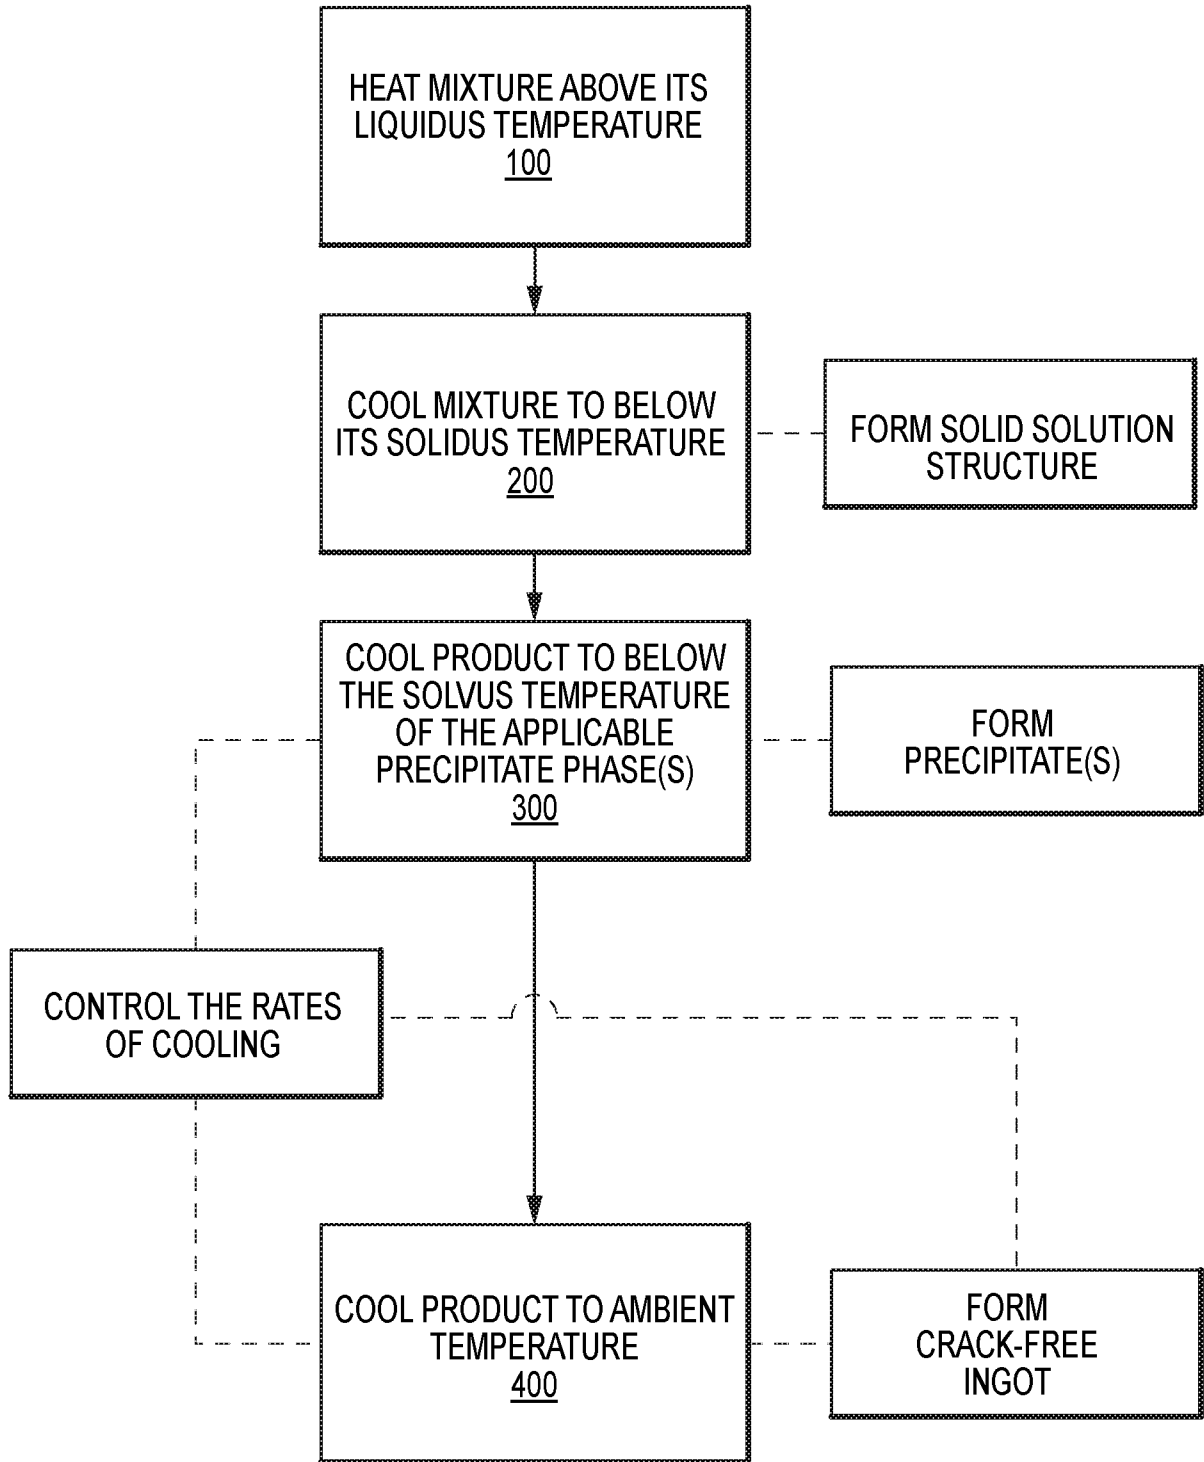 HEAT MIXTURE ABOVE ITS
LIQUIDUS TEMPERATURE
100
COOL MIXTURE TO BELOW
ITS SOLIDUS TEMPERATURE
200
FORM SOLID SOLUTION
STRUCTURE
COOL PRODUCT TO BELOW
THE SOLVUS TEMPERATURE
OF THE APPLICABLE
PRECIPITATE PHASE(S)
300
FORM
PRECIPITATE(S)
CONTROL THE RATES
OF COOLING
COOL PRODUCT TO AMBIENT
TEMPERATURE
400
FORM
CRACK-FREE
INGOT